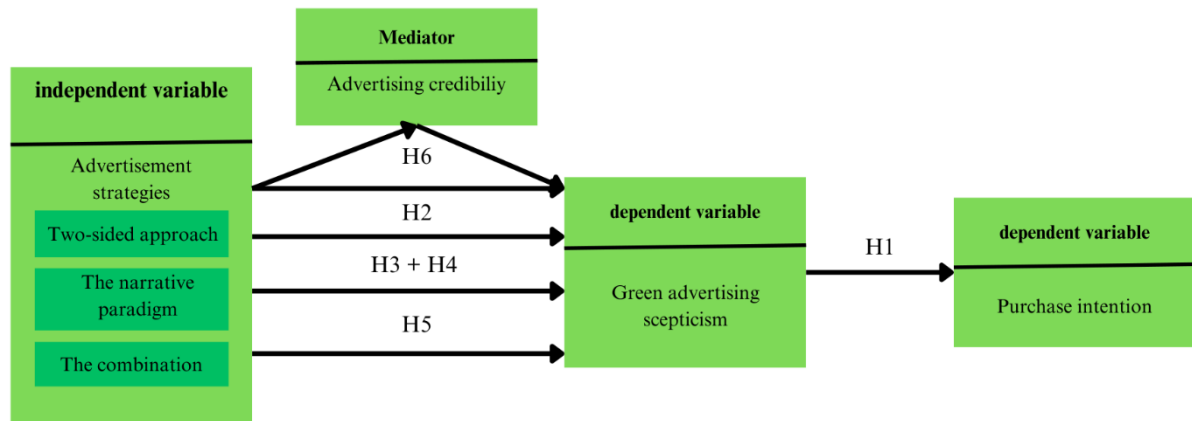 independent variable
Advertisement
strategies
Two-sided approach
The narrative
paradigm
The combination
Mediator
Advertising credibiliy
H6
H2
H3 + H4
H5
dependent variable
Green advertising
scepticism
H1
dependent variable
Purchase intention